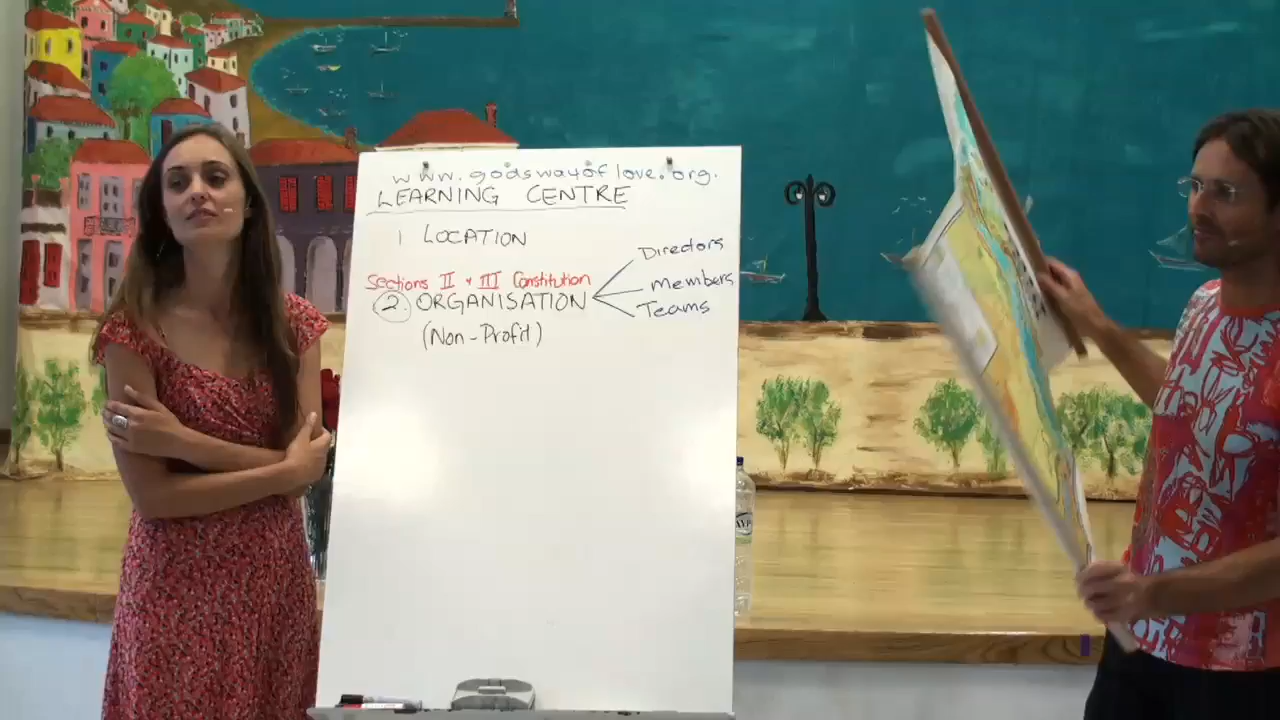 www.godswayoflove.org.
LEARNING CENTRE
1 LOCATION
Directors
Sections II & III Constitution
members
2. ORGANISATION
Teams
(Non-Profit)